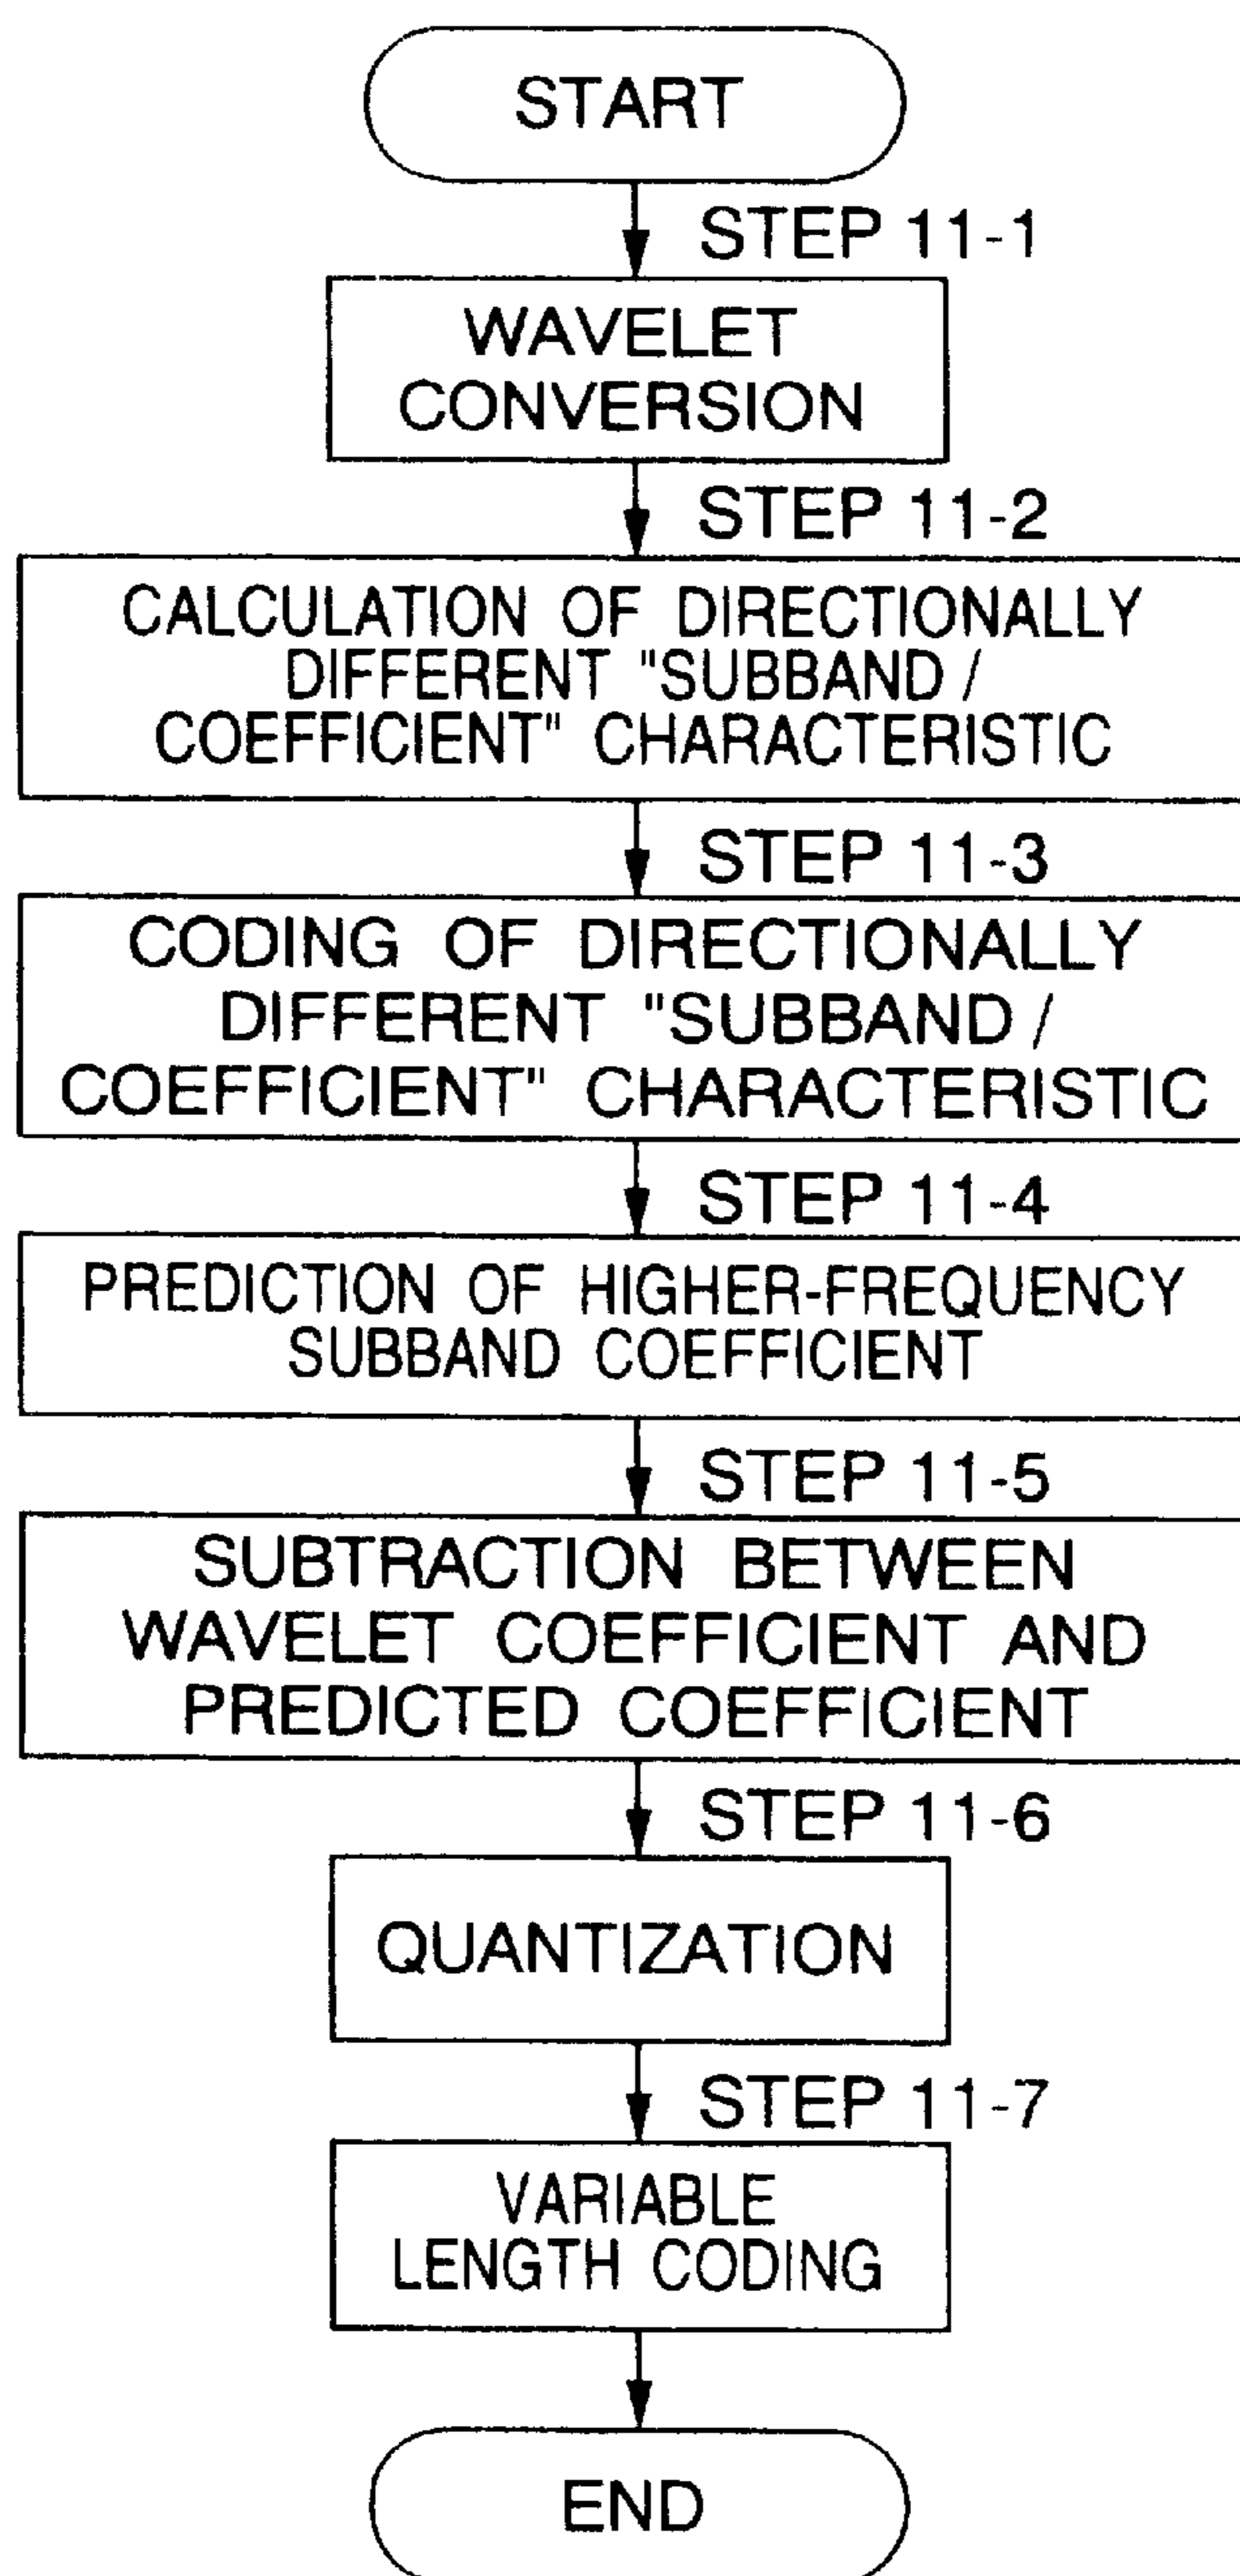 START
STEP 11-1
WAVELET
CONVERSION
STEP 11-2
CALCULATION OF DIRECTIONALLY
DIFFERENT "SUBBAND /
COEFFICIENT" CHARACTERISTIC
STEP 11-3
CODING OF DIRECTIONALLY
DIFFERENT "SUBBAND /
COEFFICIENT" CHARACTERISTIC
STEP 11-4
PREDICTION OF HIGHER-FREQUENCY
SUBBAND COEFFICIENT
STEP 11-5
SUBTRACTION BETWEEN
WAVELET COEFFICIENT AND
PREDICTED COEFFICIENT
STEP 11-6
QUANTIZATION
STEP 11-7
VARIABLE
LENGTH CODING
END